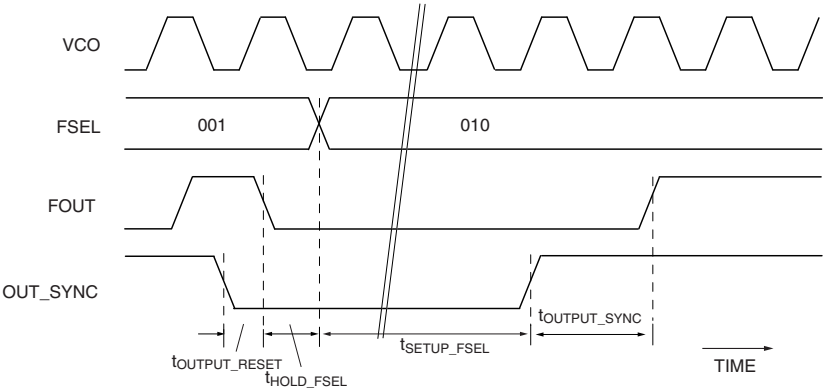 VCO
FSEL
001
010
FOUT
OUT_SYNC
tOUTPUT_RESET
tHOLD_FSEL
tSETUP_FSEL
tOUTPUT_SYNC
TIME